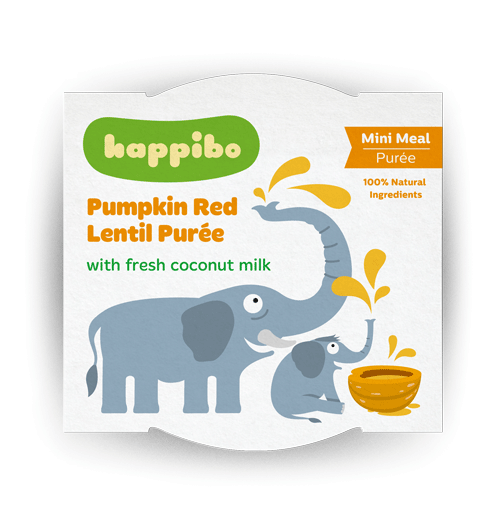 happibo
Mini Meal
Purée
100% Natural
Ingredients
Pumpkin Red
Lentil Purée
with fresh coconut milk